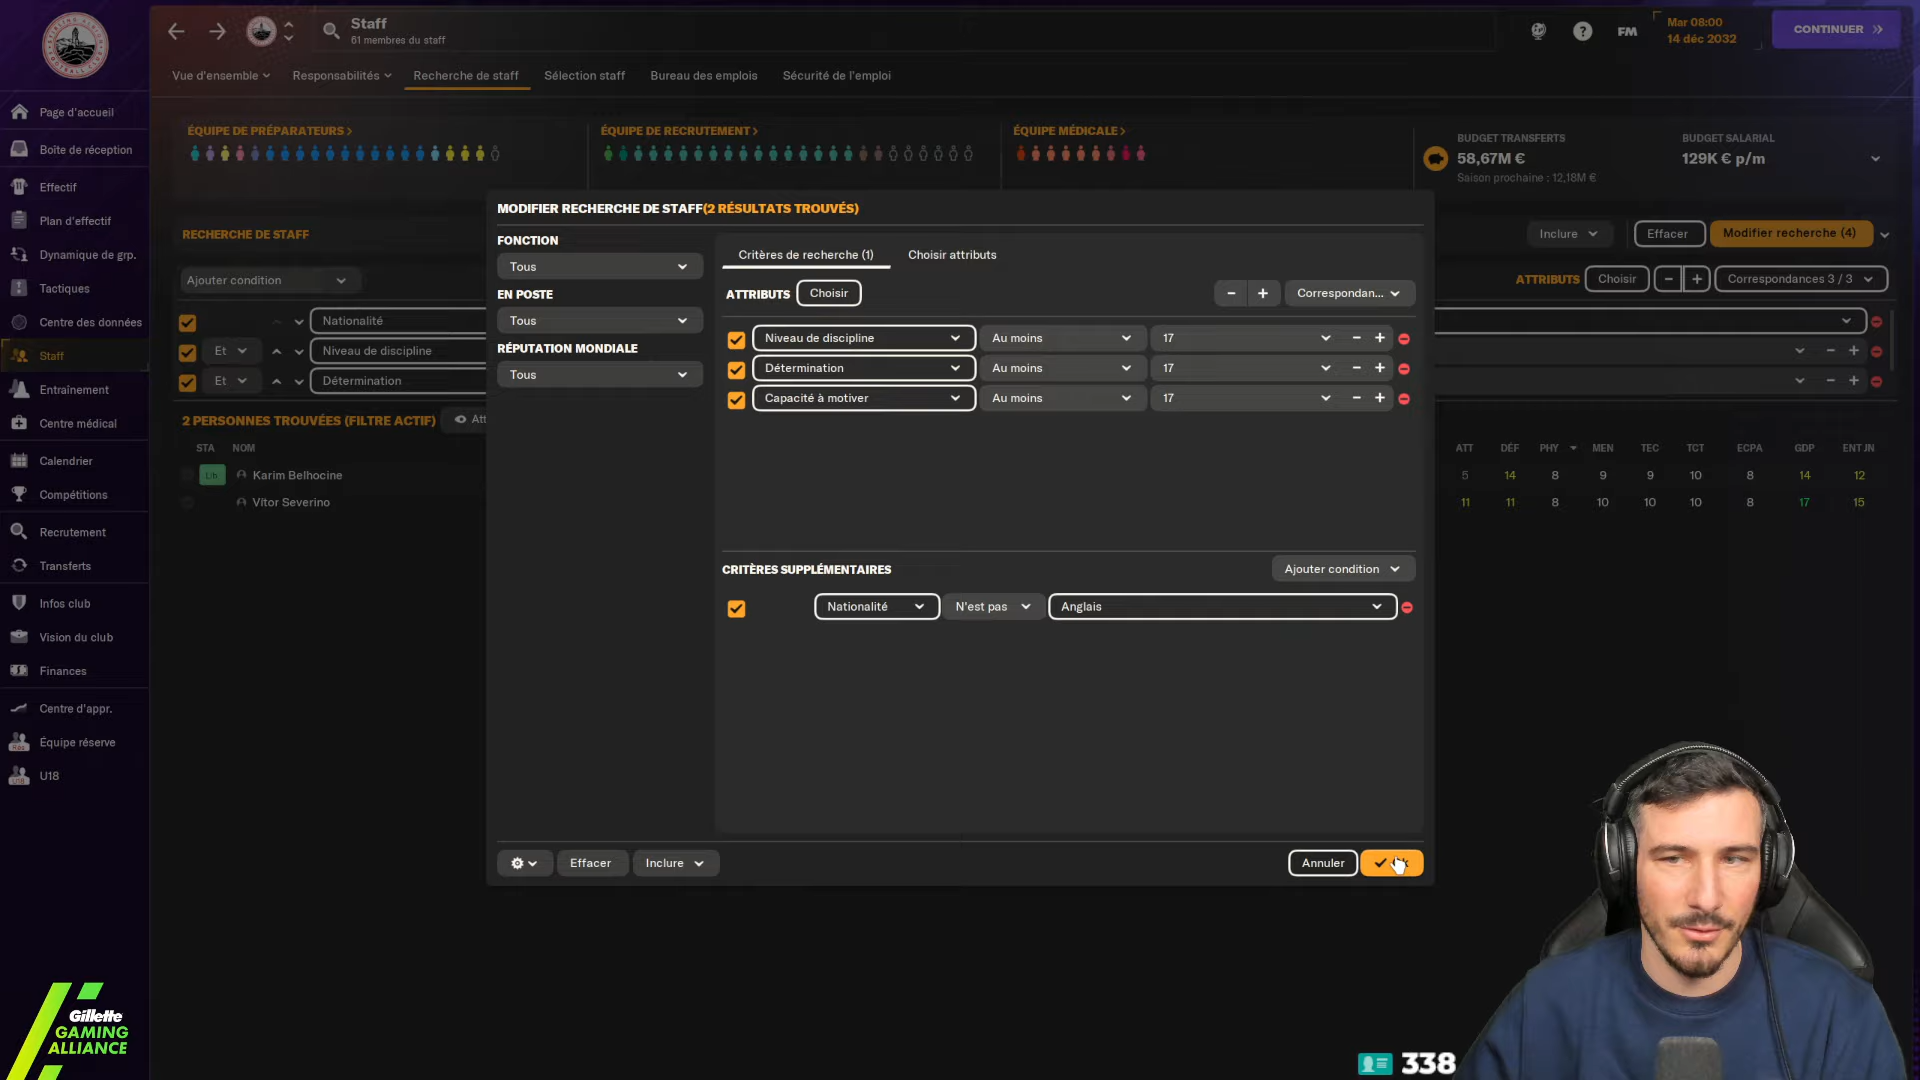 Staff
61 membres du staff
FM
Mar 08:00
14 déc 2032
CONTINUER
Vue d'ensemble
Responsabilités
Recherche de staff
Sélection staff
Bureau des emplois
Sécurité de l'emploi
Page d'accueil
Boîte de réception
Effectif
Plan d'effectif
Dynamique de grp.
Tactiques
Centre des données
Staff
Entraînement
Centre médical
Calendrier
Compétitions
Recrutement
Transferts
Infos club
Vision du club
Finances
Centre d'appr.
Équipe réserve
U18
ÉQUIPE DE PRÉPARATEURS >
ÉQUIPE DE RECRUTEMENT >
ÉQUIPE MÉDICALE >
BUDGET TRANSFERTS
58,67M €
Saison prochaine : 12,18M €
BUDGET SALARIAL
129K € p/m
RECHERCHE DE STAFF
Inclure
Effacer
Modifier recherche (4)
Ajouter condition
ATTRIBUTS
Choisir
- +
Correspondances 3 / 3
Nationalité
Et
Niveau de discipline
Et
Détermination
2 PERSONNES TROUVÉES (FILTRE ACTIF)
Att
STA NOM
Lib
Karim Belhocine
Vítor Severino
ATT DÉF PHY MEN TEC TCT ECPA GDP ENT JN
5 14 8 9 9 10 8 14 12
11 11 8 10 10 10 8 17 15
MODIFIER RECHERCHE DE STAFF(2 RÉSULTATS TROUVÉS)
FONCTION
Tous
EN POSTE
Tous
RÉPUTATION MONDIALE
Tous
Critères de recherche (1)
Choisir attributs
ATTRIBUTS
Choisir
- +
Correspondan...
Niveau de discipline Au moins 17 - +
Détermination Au moins 17 - +
Capacité à motiver Au moins 17 - +
CRITÈRES SUPPLÉMENTAIRES
Ajouter condition
Nationalité N'est pas Anglais
Effacer
Inclure
Annuler
Gillette
GAMING
ALLIANCE
338